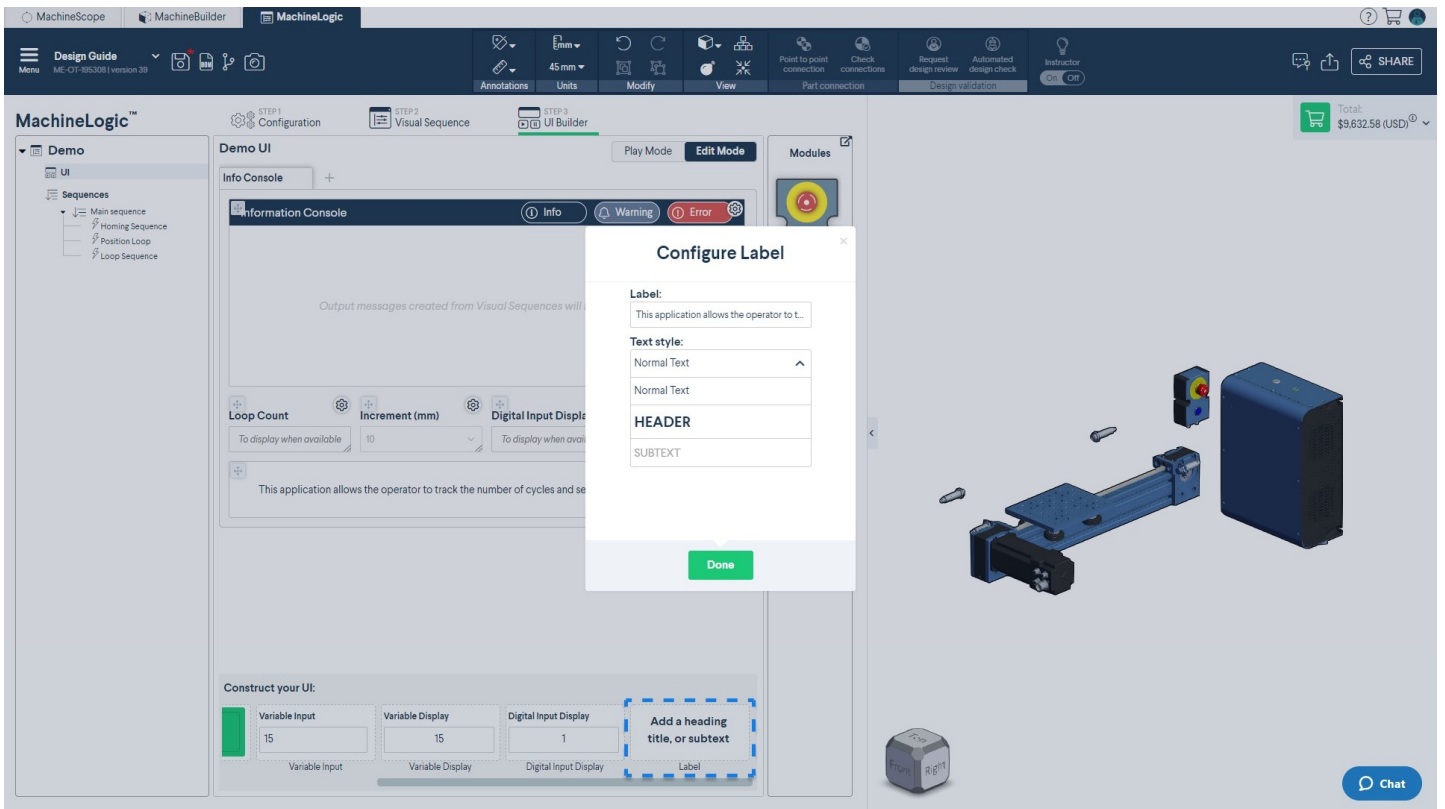 MachineScope
MachineBuilder
MachineLogic
Menu
Design Guide
ME-OT-195308 | version 39
BOM
mm
45 mm
Annotations
Units
Modify
View
Point to point connection
Check connections
Part connection
Request design review
Automated design check
Design validation
Instructor
On Off
SHARE
MachineLogic™
STEP 1
Configuration
STEP 2
Visual Sequence
STEP 3
UI Builder
Total:
$9,632.58 (USD)
Demo
UI
Sequences
Main sequence
Homing Sequence
Position Loop
Loop Sequence
Demo UI
Play Mode
Edit Mode
Modules
Info Console
+
Information Console
Info
Warning
Error
Output messages created from Visual Sequences will
Configure Label
×
Label:
This application allows the operator to t...
Text style:
Normal Text
Normal Text
HEADER
SUBTEXT
Done
Loop Count
Increment (mm)
Digital Input Displa
To display when available
10
To display when avai
This application allows the operator to track the number of cycles and se
Construct your UI:
Variable Input
15
Variable Input
Variable Display
15
Variable Display
Digital Input Display
1
Digital Input Display
Add a heading
title, or subtext
Label
Top
Front
Right
Chat